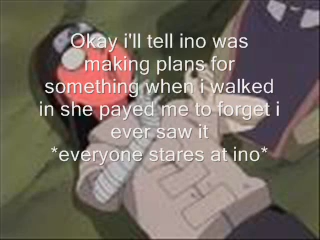 Okay i'll tell ino was
making plans for
something when i walked
in she payed me to forget i
ever saw it
*everyone stares at ino*